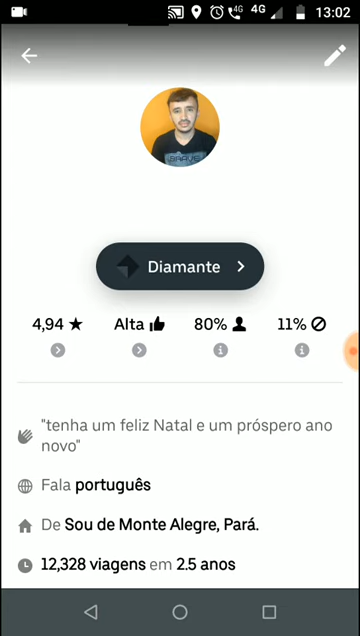 4G 4G 13:02
BRAVE
Diamante
4,94 Alta 80% 11%
"tenha um feliz Natal e um próspero ano
novo"
Fala português
De Sou de Monte Alegre, Pará.
12,328 viagens em 2.5 anos